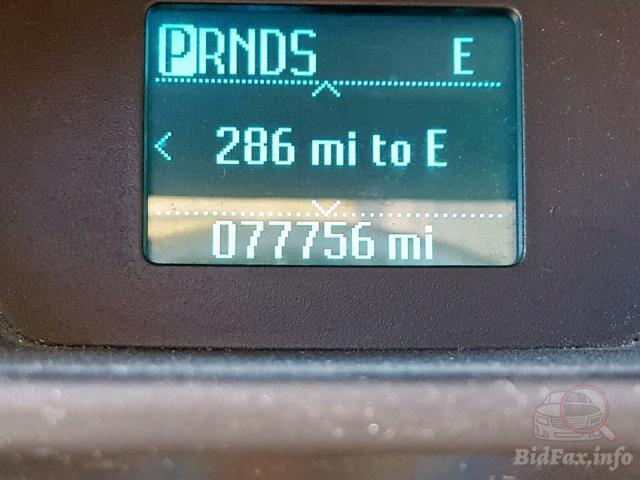 PRNDS E
< 286 mi to E
077756 mi
BidFax.info